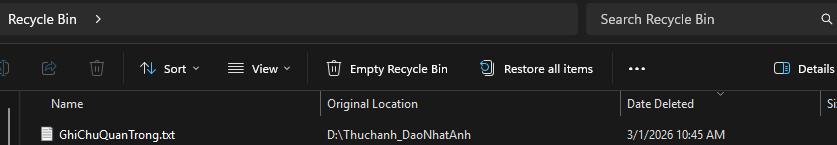 Recycle Bin
Search Recycle Bin
Sort View Empty Recycle Bin Restore all items ... Details
Name Original Location Date Deleted Si
GhiChuQuanTrong.txt D:\Thuchanh_DaoNhatAnh 3/1/2026 10:45 AM